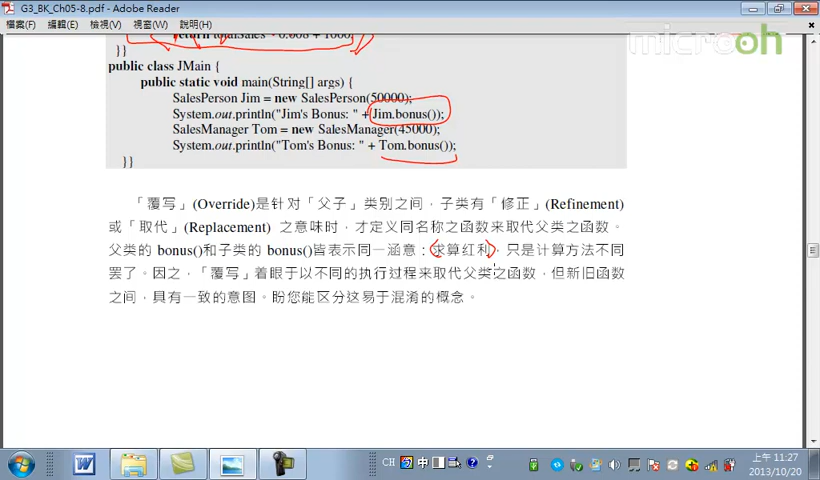 G3_BK_Ch05-8.pdf - Adobe Reader
檔案(F) 編輯(E) 檢視(V) 視窗(W) 說明(H)
microoh
return totalSales * 0.008 + 1000
}}
public class JMain {
public static void main(String[] args) {
SalesPerson Jim = new SalesPerson(50000);
System.out.println("Jim's Bonus: " + Jim.bonus());
SalesManager Tom = new SalesManager(45000);
System.out.println("Tom's Bonus: " + Tom.bonus());
}}
「覆写」(Override)是针对「父子」类别之间，子类有「修正」(Refinement)
或「取代」(Replacement) 之意味时，才定义同名称之函数来取代父类之函数。
父类的 bonus()和子类的 bonus()皆表示同一涵意：求算红利，只是计算方法不同
罢了。因之，「覆写」着眼于以不同的执行过程来取代父类之函数，但新旧函数
之间，具有一致的意图。盼您能区分这易于混淆的概念。
CH 中
上午 11:27
2013/10/20